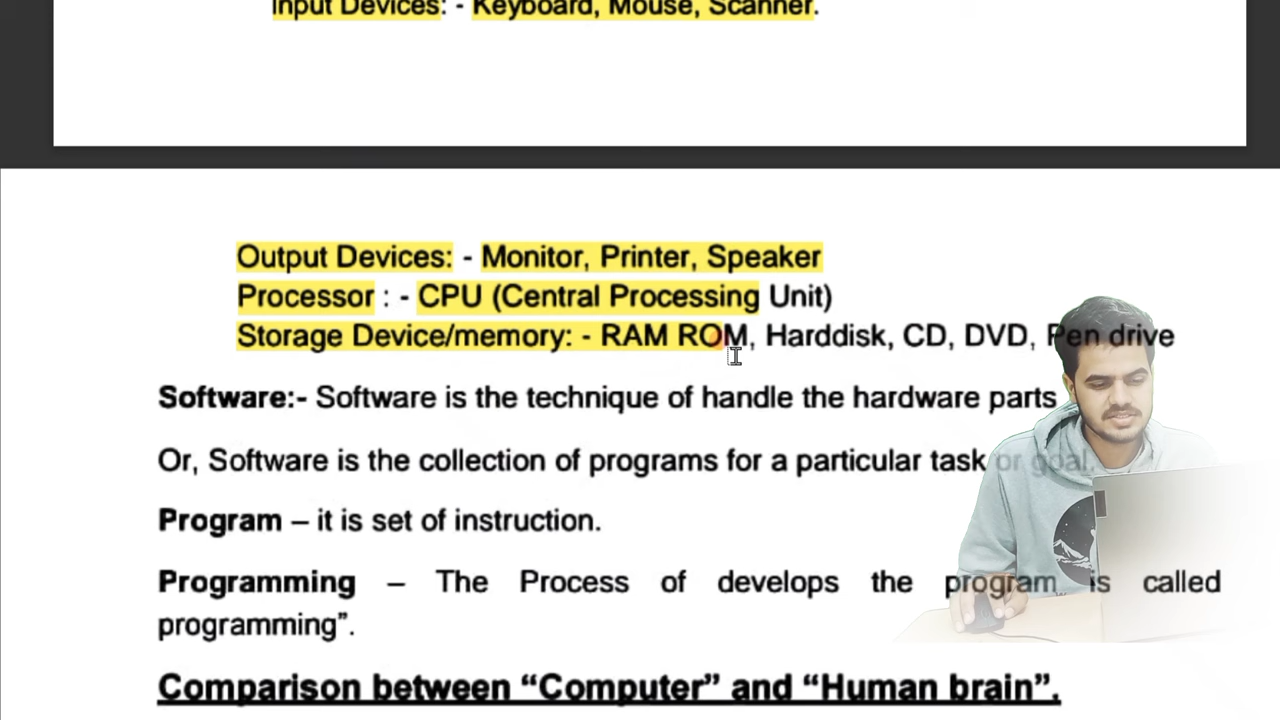 Input Devices: - Keyboard, Mouse, Scanner.
Output Devices: - Monitor, Printer, Speaker
Processor : - CPU (Central Processing Unit)
Storage Device/memory: - RAM ROM, Harddisk, CD, DVD, Pen drive
Software:- Software is the technique of handle the hardware parts
Or, Software is the collection of programs for a particular task or goal.
Program – it is set of instruction.
Programming – The Process of develops the program is called
programming”.
Comparison between “Computer” and “Human brain”.